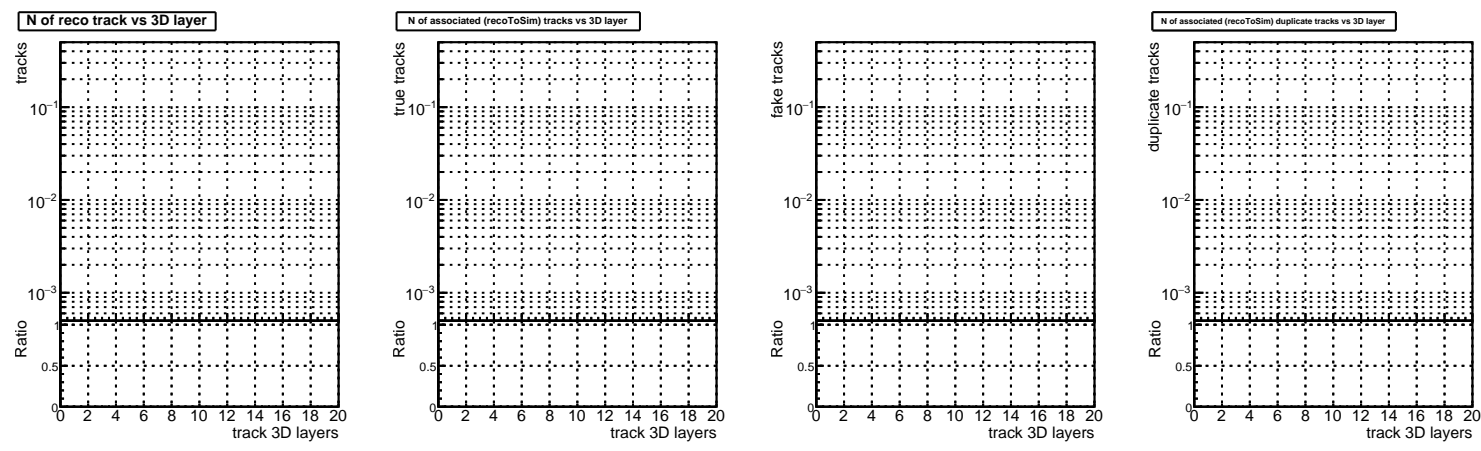 N of reco track vs 3D layer
tracks
10⁻¹
10⁻²
10⁻³
Ratio
1
0.5
0
0 2 4 6 8 10 12 14 16 18 20
track 3D layers
N of associated (recoToSim) tracks vs 3D layer
true tracks
10⁻¹
10⁻²
10⁻³
Ratio
1
0.5
0
0 2 4 6 8 10 12 14 16 18 20
track 3D layers
fake tracks
10⁻¹
10⁻²
10⁻³
Ratio
1
0.5
0
0 2 4 6 8 10 12 14 16 18 20
track 3D layers
N of associated (recoToSim) duplicate tracks vs 3D layer
duplicate tracks
10⁻¹
10⁻²
10⁻³
Ratio
1
0.5
0
0 2 4 6 8 10 12 14 16 18 20
track 3D layers